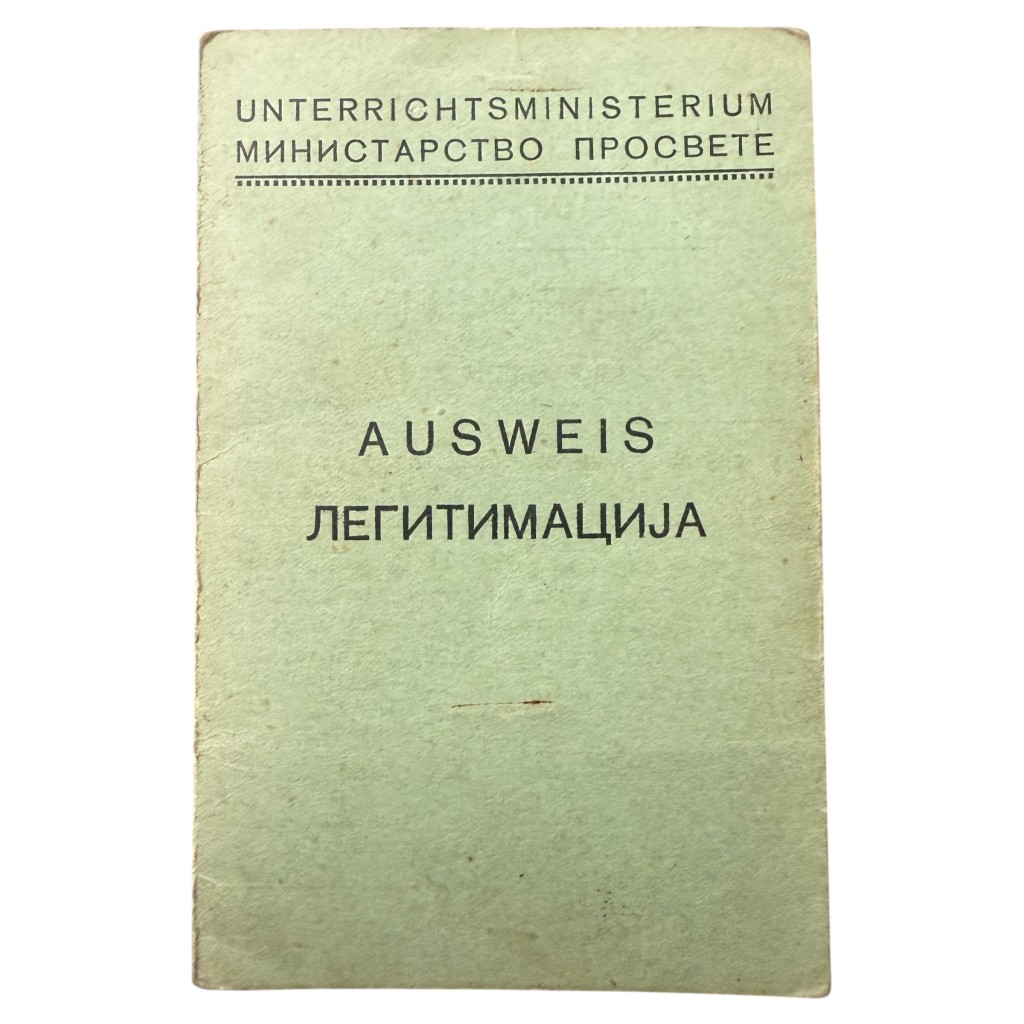 UNTERRICHTSMINISTERIUM
МИНИСТАРСТВО ПРОСВЕТЕ
AUSWEIS
ЛЕГИТИМАЦИЈА